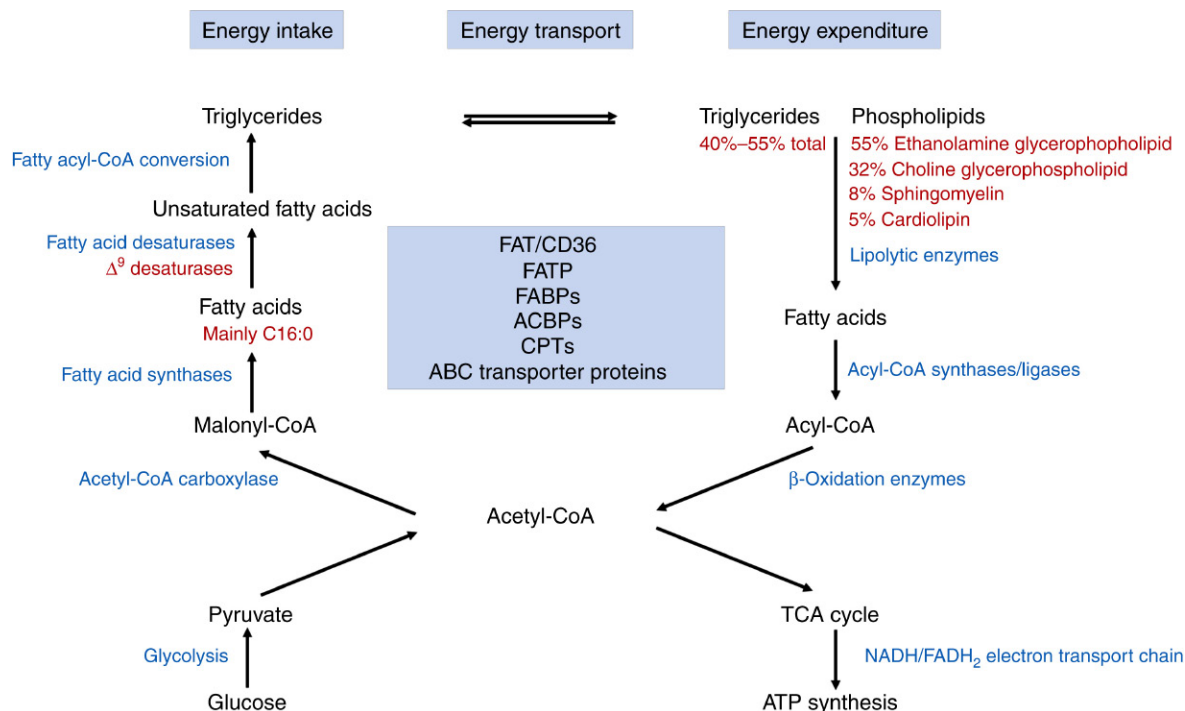 Energy intake
Energy transport
Energy expenditure
Triglycerides
Fatty acyl-CoA conversion
Unsaturated fatty acids
Fatty acid desaturases
Δ⁹ desaturases
Fatty acids
Mainly C16:0
Fatty acid synthases
Malonyl-CoA
Acetyl-CoA carboxylase
Pyruvate
Glycolysis
Glucose
FAT/CD36
FATP
FABPs
ACBPs
CPTs
ABC transporter proteins
Acetyl-CoA
Triglycerides
40%–55% total
Phospholipids
55% Ethanolamine glycerophopholipid
32% Choline glycerophospholipid
8% Sphingomyelin
5% Cardiolipin
Lipolytic enzymes
Fatty acids
Acyl-CoA synthases/ligases
Acyl-CoA
β-Oxidation enzymes
TCA cycle
NADH/FADH₂ electron transport chain
ATP synthesis